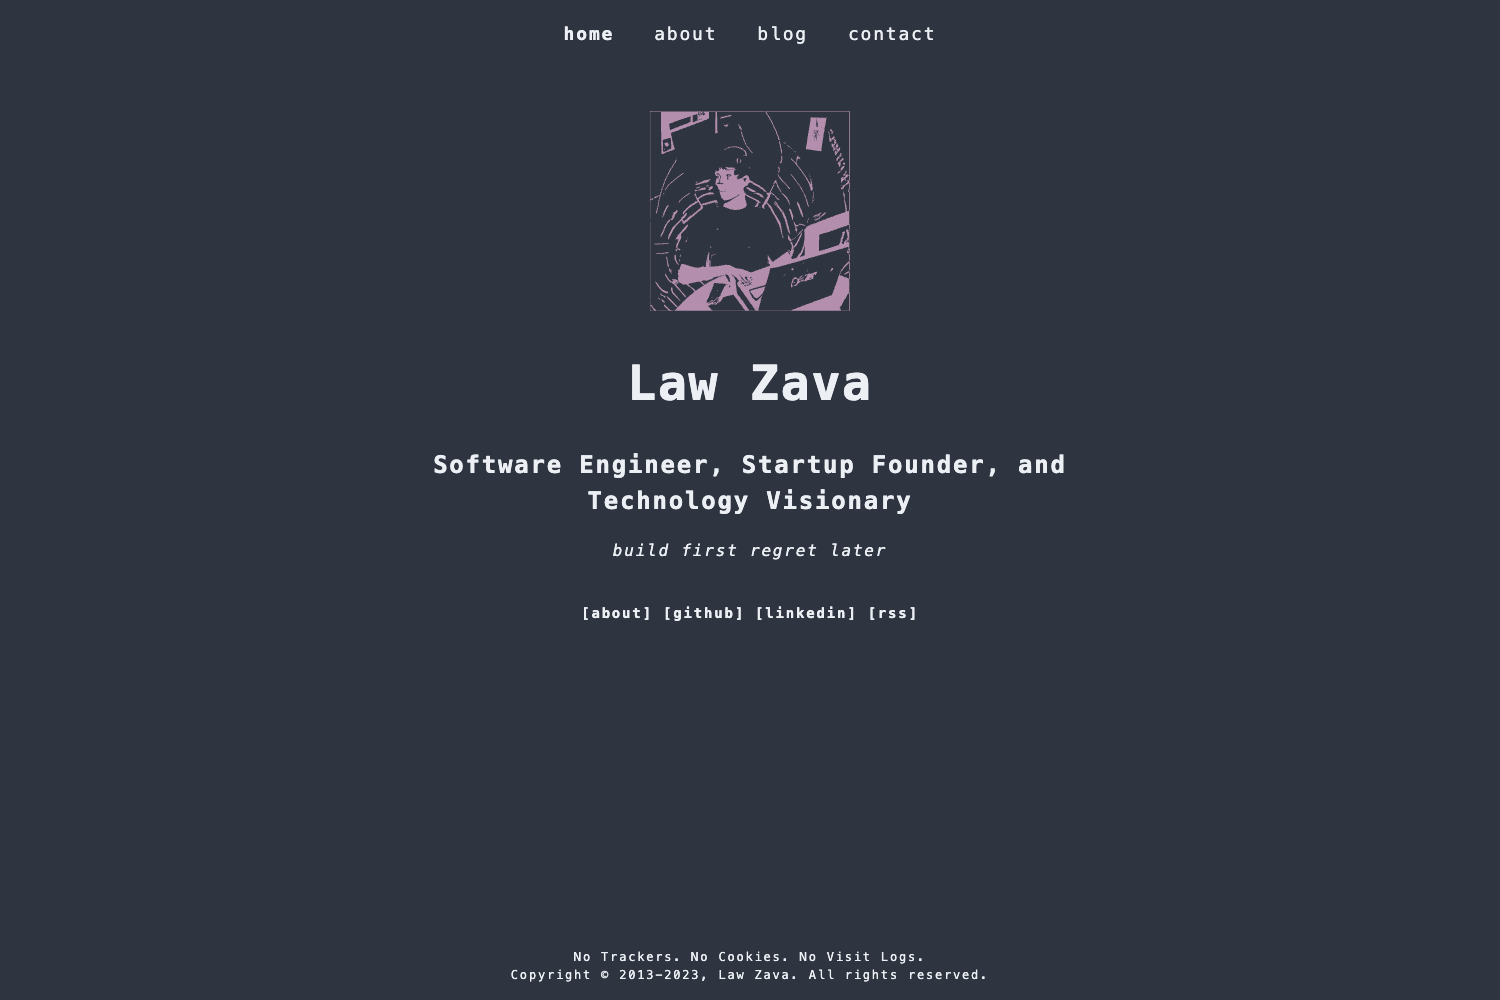 home about blog contact
Law Zava
Software Engineer, Startup Founder, and
Technology Visionary
build first regret later
[about] [github] [linkedin] [rss]
No Trackers. No Cookies. No Visit Logs.
Copyright © 2013–2023, Law Zava. All rights reserved.